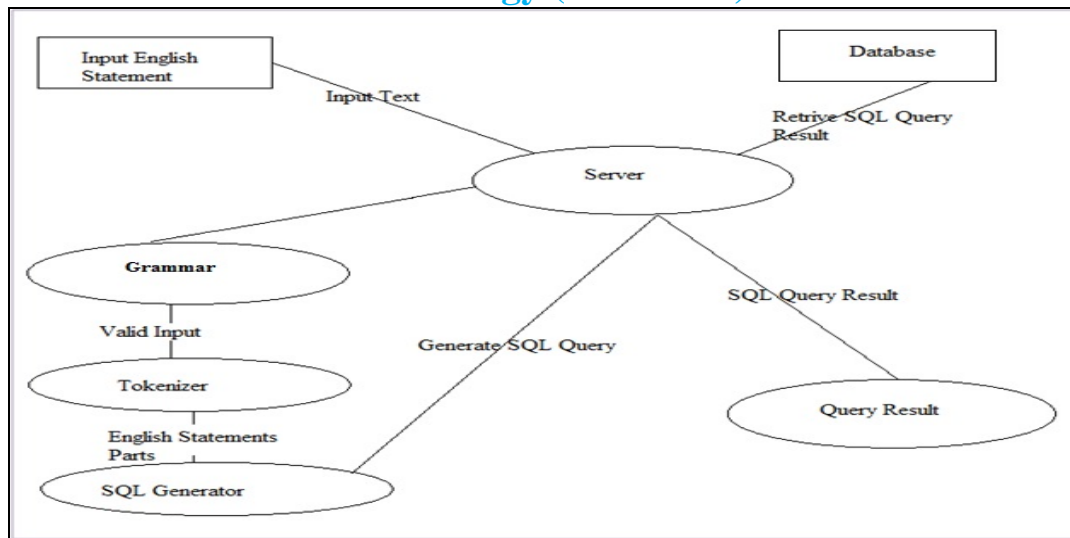 Input English
Statement
Database
Input Text
Retrive SQL Query
Result
Server
Grammar
SQL Query Result
Valid Input
Generate SQL Query
Tokenizer
Query Result
English Statements
Parts
SQL Generator